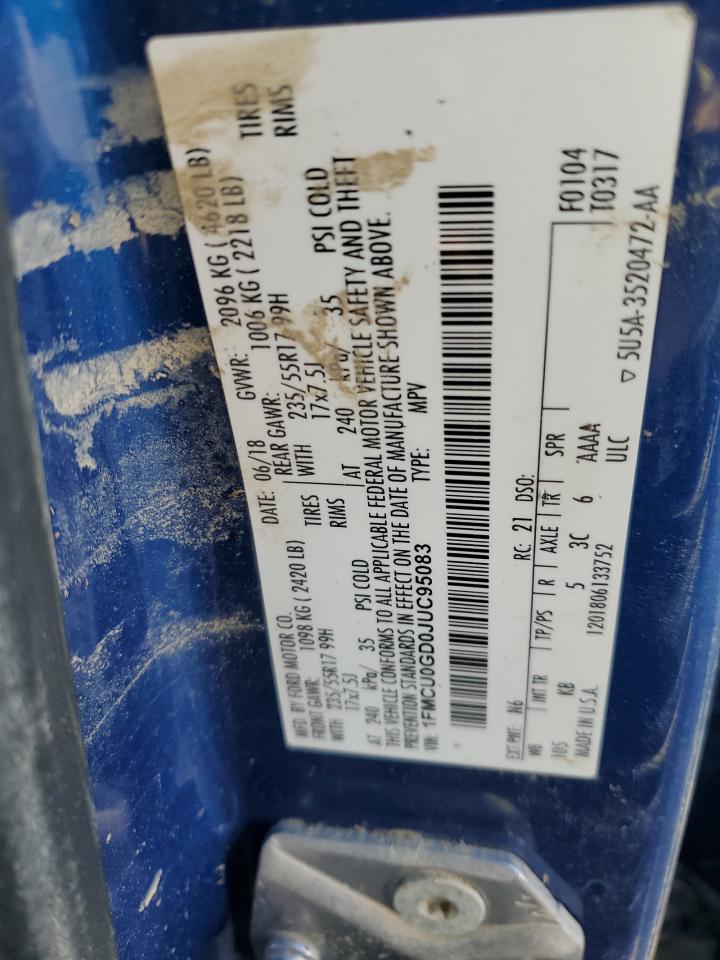 MFD. BY FORD MOTOR CO. DATE: 06/18 GVWR: 2096 KG ( 4620 LB)
FRONT GAWR: 1098 KG ( 2420 LB) REAR GAWR: 1006 KG ( 2218 LB)
WITH 235/55R17 99H TIRES WITH 235/55R17 99H TIRES
17x7.5J RIMS 17x7.5J RIMS
AT 240 kPa/ 35 PSI COLD AT 240 kPa/ 35 PSI COLD
THIS VEHICLE CONFORMS TO ALL APPLICABLE FEDERAL MOTOR VEHICLE SAFETY AND THEFT
PREVENTION STANDARDS IN EFFECT ON THE DATE OF MANUFACTURE SHOWN ABOVE.
VIN: 1FMCU0GD0JUC95083 TYPE: MPV
EXT PNT: N6 RC: 21 DSO: F0104
T0317
WB INT TR TP/PS R AXLE TR SPR
105 KB 5 3C 6 AAAA
MADE IN U.S.A. 1201806133752 ULC ▽ 5U5A-3520472-AA